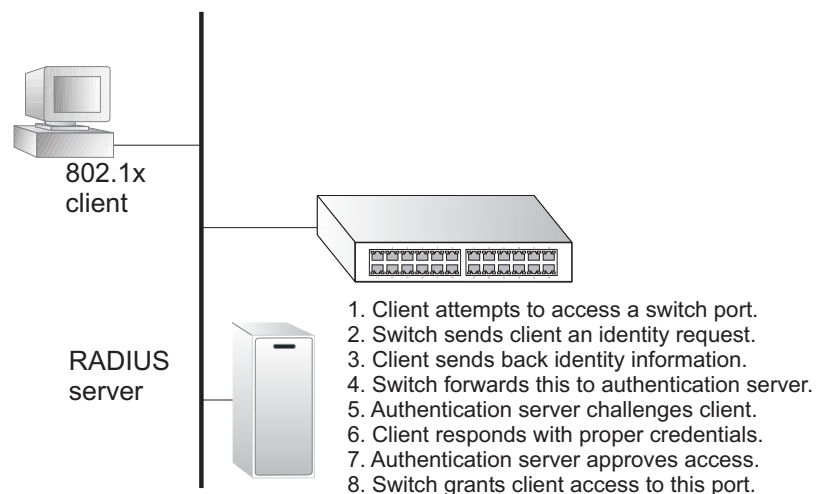 802.1x
client
RADIUS
server
1. Client attempts to access a switch port.
2. Switch sends client an identity request.
3. Client sends back identity information.
4. Switch forwards this to authentication server.
5. Authentication server challenges client.
6. Client responds with proper credentials.
7. Authentication server approves access.
8. Switch grants client access to this port.